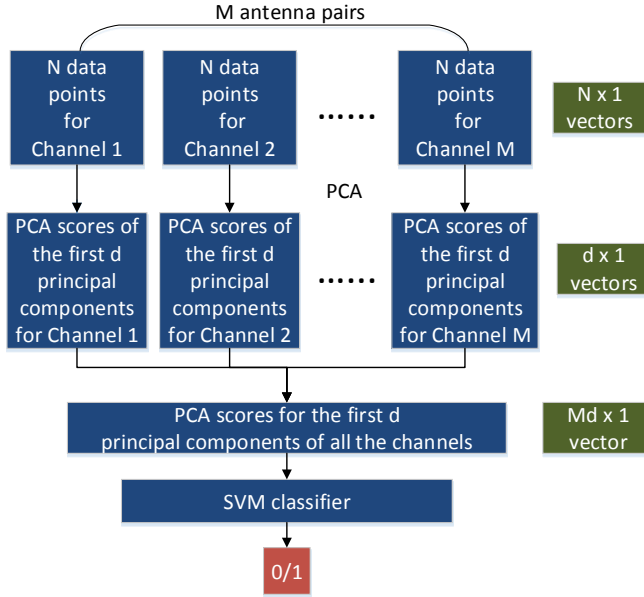 M antenna pairs
N data
points
for
Channel 1
N data
points
for
Channel 2
......
N data
points
for
Channel M
N x 1
vectors
PCA
PCA scores of
the first d
principal
components
for Channel 1
PCA scores of
the first d
principal
components
for Channel 2
......
PCA scores of
the first d
principal
components
for Channel M
d x 1
vectors
PCA scores for the first d
principal components of all the channels
Md x 1
vector
SVM classifier
0/1